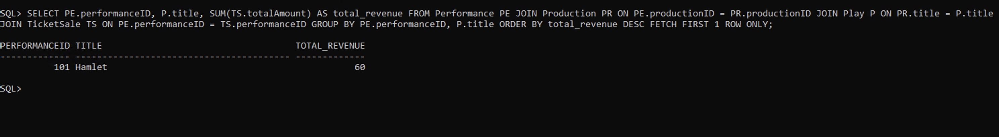 SQL> SELECT PE.performanceID, P.title, SUM(TS.totalAmount) AS total_revenue FROM Performance PE JOIN Production PR ON PE.productionID = PR.productionID JOIN Play P ON PR.title = P.title
JOIN TicketSale TS ON PE.performanceID = TS.performanceID GROUP BY PE.performanceID, P.title ORDER BY total_revenue DESC FETCH FIRST 1 ROW ONLY;
PERFORMANCEID TITLE                                    TOTAL_REVENUE
------------- ---------------------------------------- -------------
          101 Hamlet                                              60
SQL>